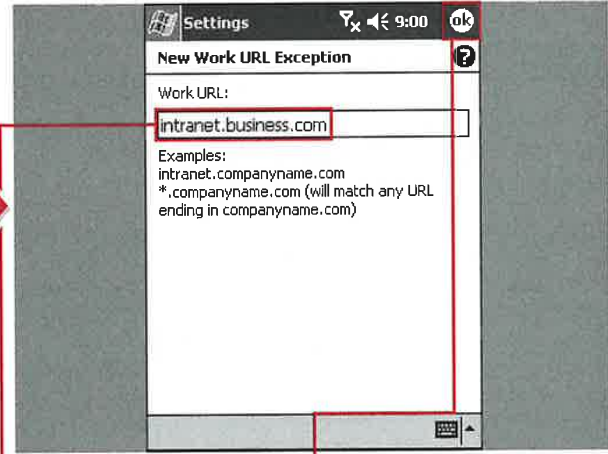 Settings 9:00 ok
New Work URL Exception ?
Work URL:
intranet.business.com
Examples:
intranet.companyname.com
*.companyname.com (will match any URL
ending in companyname.com)